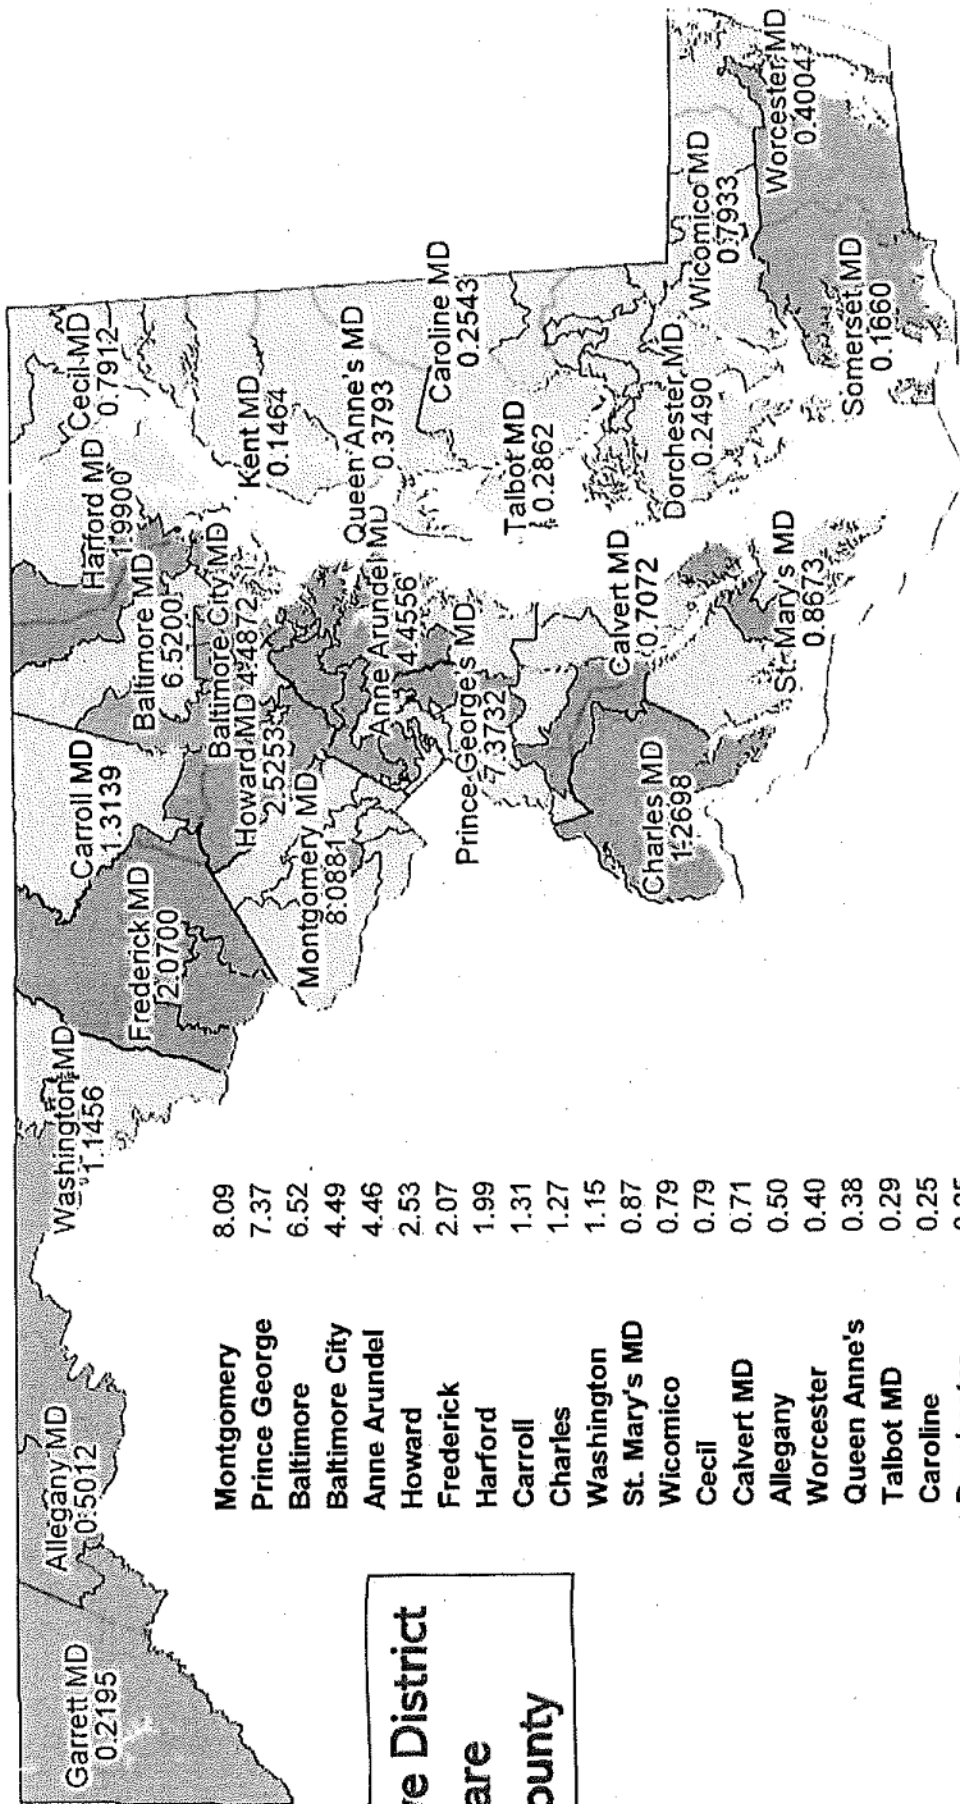 Garrett MD
0.2195
Allegany MD
0.5012
Washington MD
1.1456
Frederick MD
2.0700
Carroll MD
1.3139
Baltimore MD
6.5200
Harford MD
1.9900
Cecil MD
0.7912
Baltimore City MD
4.4872
Howard MD
2.5253
Montgomery MD
8.0881
Kent MD
0.1464
Queen Anne's MD
0.3793
Anne Arundel MD
4.4556
Prince George's MD
7.3732
Caroline MD
0.2543
Talbot MD
0.2862
Calvert MD
0.7072
Charles MD
1.2698
St. Mary's MD
0.8673
Dorchester MD
0.2490
Wicomico MD
0.7933
Worcester MD
0.4004
Somerset MD
0.1660
Montgomery 8.09
Prince George 7.37
Baltimore 6.52
Baltimore City 4.49
Anne Arundel 4.46
Howard 2.53
Frederick 2.07
Harford 1.99
Carroll 1.31
Charles 1.27
Washington 1.15
St. Mary's MD 0.87
Wicomico 0.79
Cecil 0.79
Calvert MD 0.71
Allegany 0.50
Worcester 0.40
Queen Anne's 0.38
Talbot MD 0.29
Caroline 0.25
ve District
are
ounty